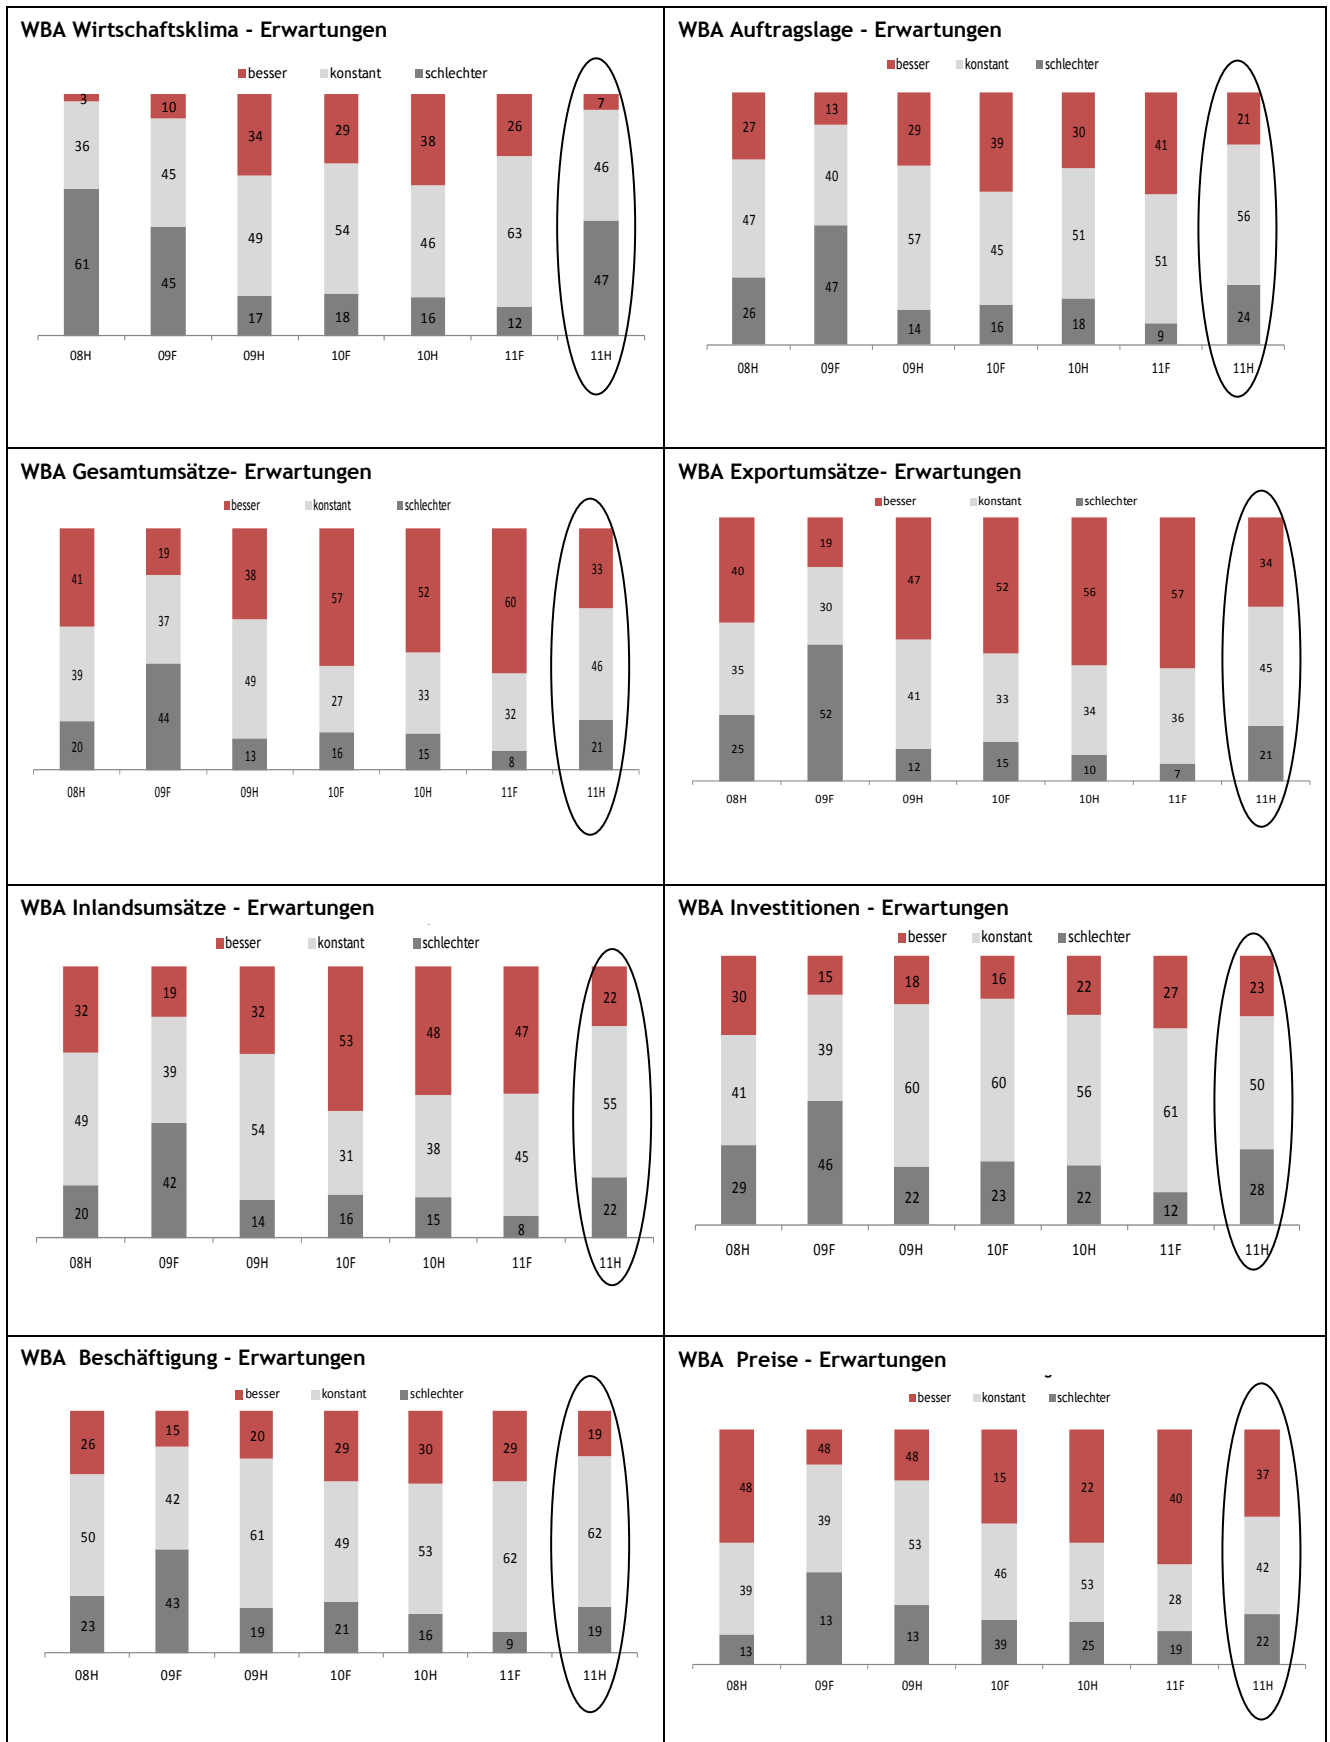 WBA Wirtschaftsklima - Erwartungen
besser konstant schlechter
3 10 34 29 38 26 7
36 45 49 54 46 63 46
61 45 17 18 16 12 47
08H 09F 09H 10F 10H 11F 11H
WBA Auftragslage - Erwartungen
besser konstant schlechter
27 13 29 39 30 41 21
47 40 57 45 51 51 56
26 47 14 16 18 9 24
08H 09F 09H 10F 10H 11F 11H
WBA Gesamtumsätze- Erwartungen
besser konstant schlechter
41 19 38 57 52 60 33
39 37 49 27 33 32 46
20 44 13 16 15 8 21
08H 09F 09H 10F 10H 11F 11H
WBA Exportumsätze- Erwartungen
besser konstant schlechter
40 19 47 52 56 57 34
35 30 41 33 34 36 45
25 52 12 15 10 7 21
08H 09F 09H 10F 10H 11F 11H
WBA Inlandsumsätze - Erwartungen
besser konstant schlechter
32 19 32 53 48 47 22
49 39 54 31 38 45 55
20 42 14 16 15 8 22
08H 09F 09H 10F 10H 11F 11H
WBA Investitionen - Erwartungen
besser konstant schlechter
30 15 18 16 22 27 23
41 39 60 60 56 61 50
29 46 22 23 22 12 28
08H 09F 09H 10F 10H 11F 11H
WBA Beschäftigung - Erwartungen
besser konstant schlechter
26 15 20 29 30 29 19
50 42 61 49 53 62 62
23 43 19 21 16 9 19
08H 09F 09H 10F 10H 11F 11H
WBA Preise - Erwartungen
besser konstant schlechter
48 48 48 15 22 40 37
39 39 53 46 53 28 42
13 13 13 39 25 19 22
08H 09F 09H 10F 10H 11F 11H